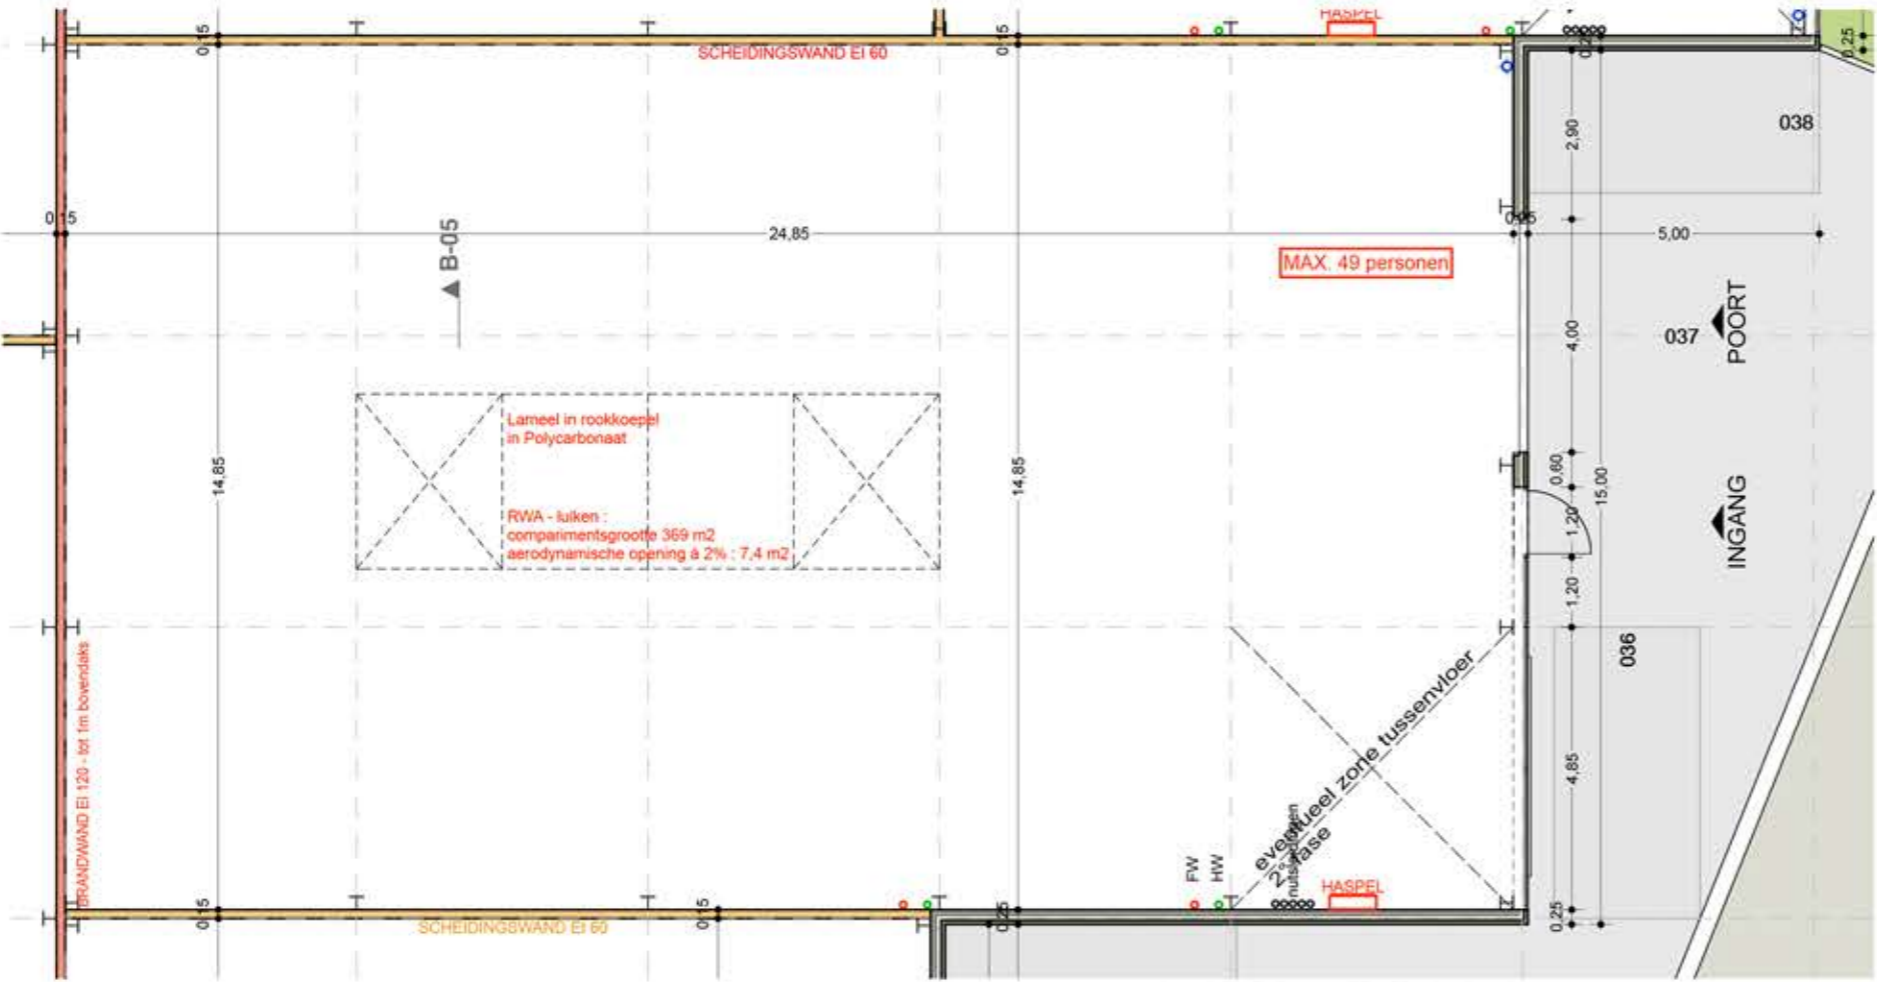 HASPEL
0,15
0,15
0,25
0,25
SCHEIDINGSWAND EI 60
038
2,90
0,15
B-05
24,85
5,00
MAX. 49 personen
POORT
037
4,00
Lameel in rookkoepel
in Polycarbonaat
14,85
14,85
0,60
15,00
RWA - luiken :
compartimentsgrootte 369 m2
aerodynamische opening à 2% : 7,4 m2
1,20
INGANG
1,20
036
BRANDWAND EI 120 - tot 1m bovendaks
eventueel zone tussenvloer
2° fase
4,85
FW
HW
nutsleidingen
HASPEL
0,15
SCHEIDINGSWAND EI 60
0,15
0,25
0,25